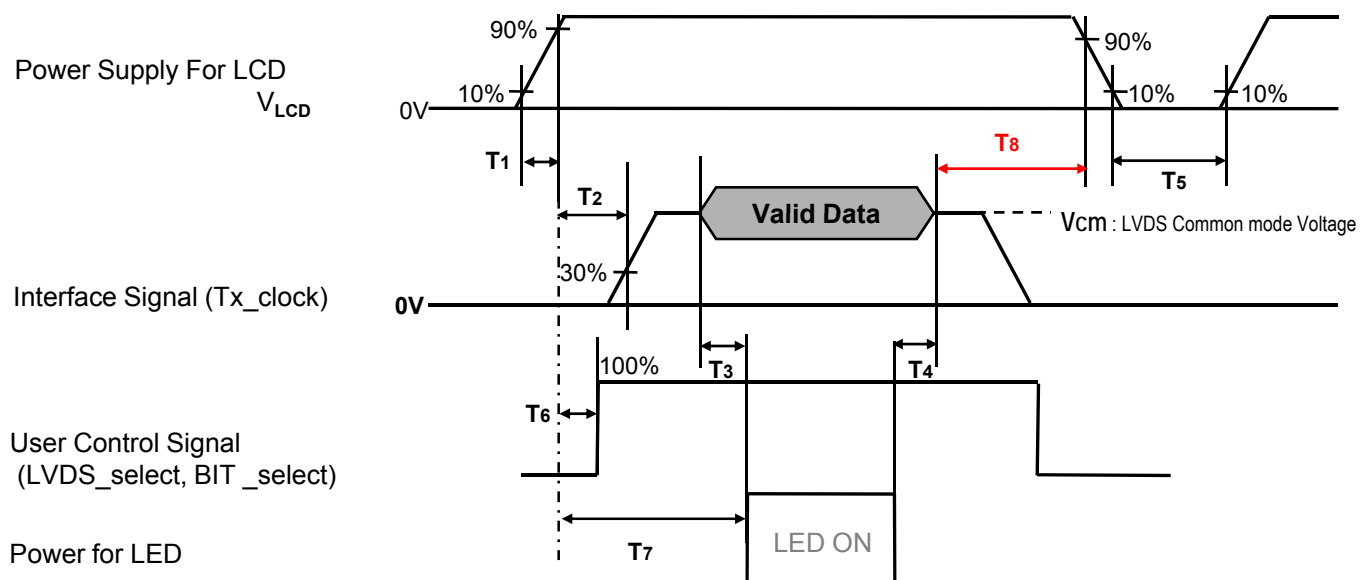 90%
90%
Power Supply For LCD
VLCD
10%
10%
10%
0V
T1
T8
T5
T2
Valid Data
Vcm : LVDS Common mode Voltage
30%
Interface Signal (Tx_clock)
0V
100%
T3
T4
T6
User Control Signal
(LVDS_select, BIT _select)
T7
LED ON
Power for LED